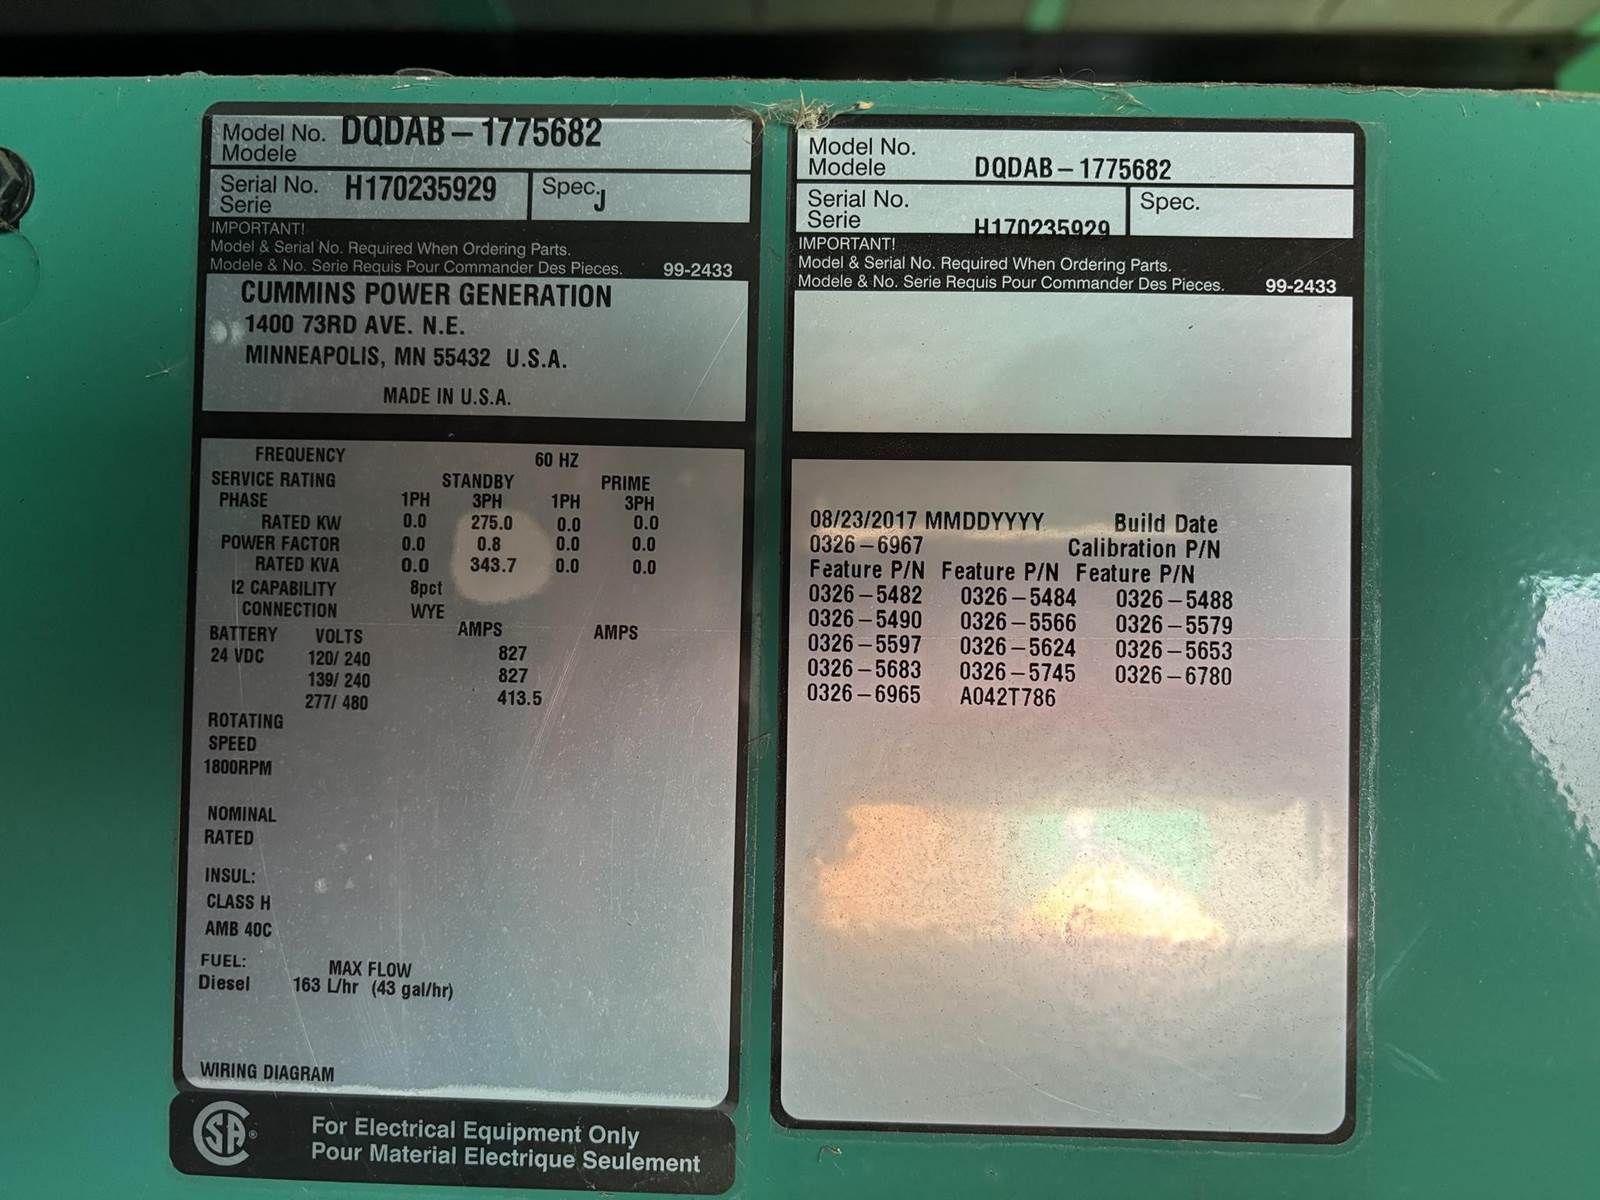 Model No. DQDAB-1775682
Modele
Serial No. H170235929 Spec. J
Serie
IMPORTANT!
Model & Serial No. Required When Ordering Parts.
Modele & No. Serie Requis Pour Commander Des Pieces. 99-2433
CUMMINS POWER GENERATION
1400 73RD AVE. N.E.
MINNEAPOLIS, MN 55432 U.S.A.
MADE IN U.S.A.
FREQUENCY 60 HZ
SERVICE RATING STANDBY PRIME
PHASE 1PH 3PH 1PH 3PH
RATED KW 0.0 275.0 0.0 0.0
POWER FACTOR 0.0 0.8 0.0 0.0
RATED KVA 0.0 343.7 0.0 0.0
I2 CAPABILITY 8pct
CONNECTION WYE
BATTERY VOLTS AMPS AMPS
24 VDC 120/ 240 827
139/ 240 827
277/ 480 413.5
ROTATING
SPEED
1800RPM
NOMINAL
RATED
INSUL:
CLASS H
AMB 40C
FUEL: MAX FLOW
Diesel 163 L/hr (43 gal/hr)
WIRING DIAGRAM
SA ® For Electrical Equipment Only
Pour Material Electrique Seulement
Model No.
Modele DQDAB-1775682
Serial No. Spec.
Serie H170235929
IMPORTANT!
Model & Serial No. Required When Ordering Parts.
Modele & No. Serie Requis Pour Commander Des Pieces. 99-2433
08/23/2017 MMDDYYYY Build Date
0326-6967 Calibration P/N
Feature P/N Feature P/N Feature P/N
0326-5482 0326-5484 0326-5488
0326-5490 0326-5566 0326-5579
0326-5597 0326-5624 0326-5653
0326-5683 0326-5745 0326-6780
0326-6965 A042T786